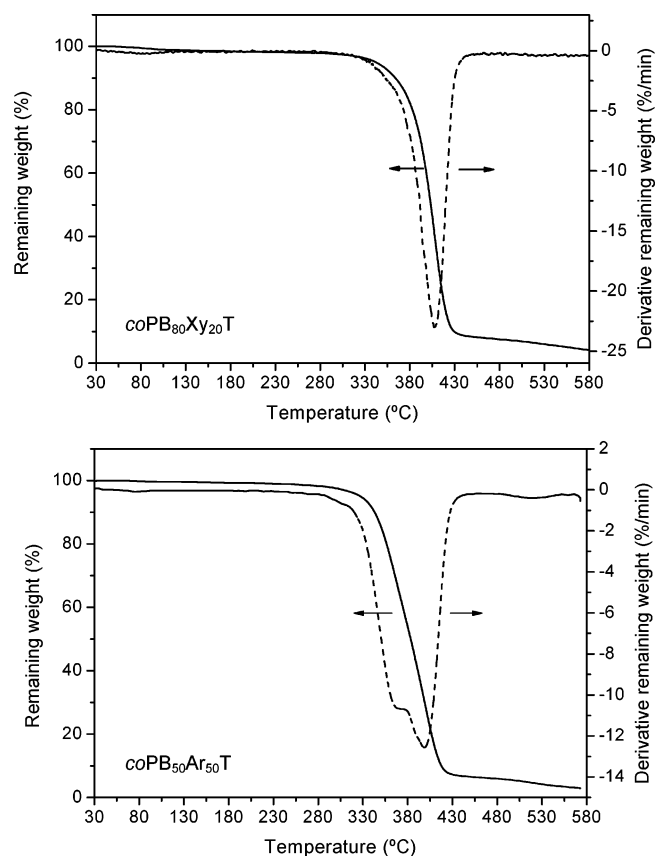 100
80
60
40
20
0
Remaining weight (%)
0
-5
-10
-15
-20
-25
Derivative remaining weight (%/min)
coPB₈₀Xy₂₀T
30 80 130 180 230 280 330 380 430 480 530 580
Temperature (ºC)
100
80
60
40
20
0
Remaining weight (%)
2
0
-2
-4
-6
-8
-10
-12
-14
Derivative remaining weight (%/min)
coPB₅₀Ar₅₀T
30 80 130 180 230 280 330 380 430 480 530 580
Temperature (ºC)